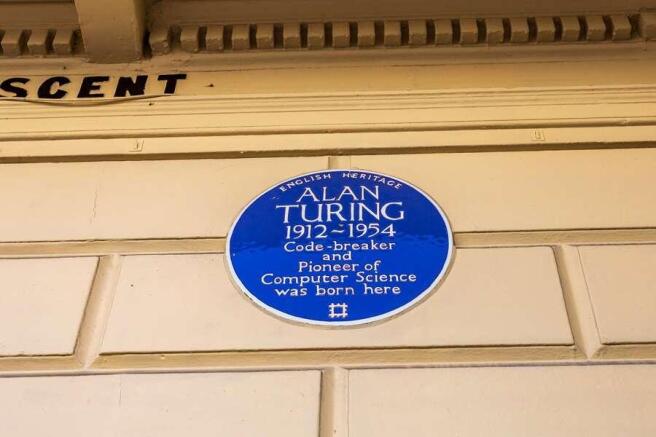 SCENT
ENGLISH HERITAGE
ALAN
TURING
1912~1954
Code-breaker
and
Pioneer of
Computer Science
was born here